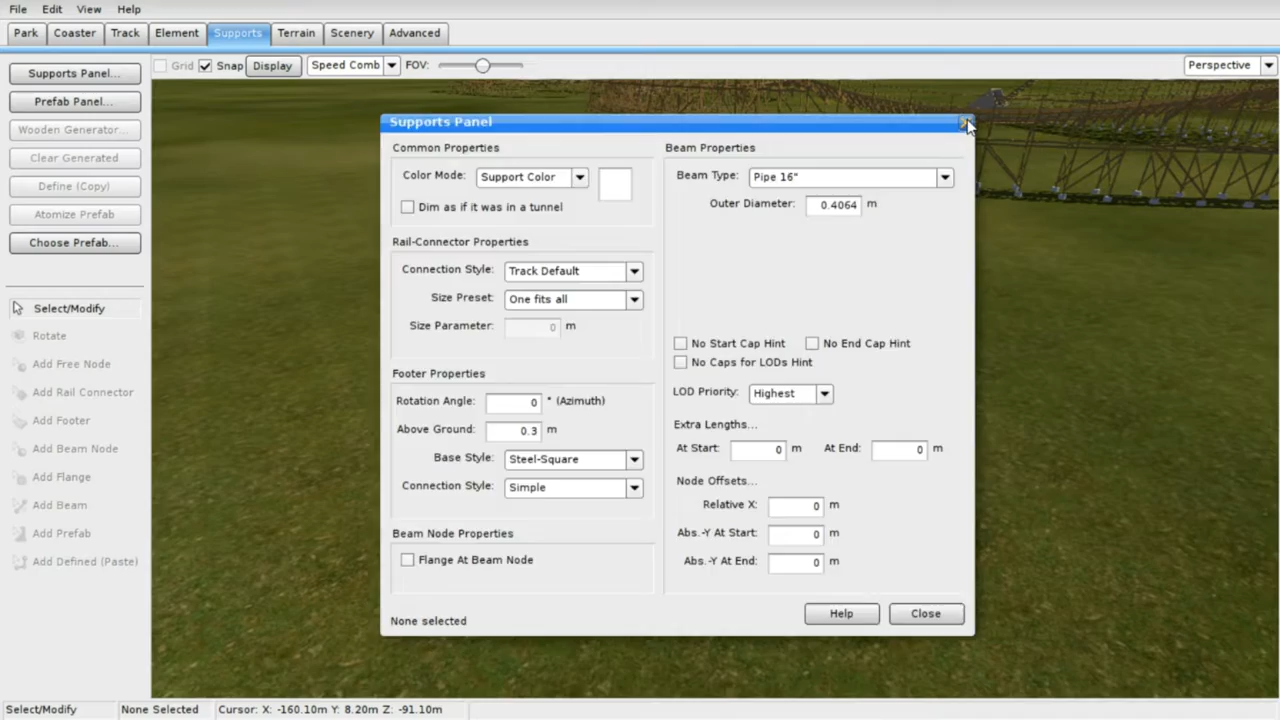 File Edit View Help
Park Coaster Track Element Supports Terrain Scenery Advanced
Grid Snap Display Speed Comb FOV: Perspective
Supports Panel...
Prefab Panel...
Wooden Generator...
Clear Generated
Define (Copy)
Atomize Prefab
Choose Prefab...
Select/Modify
Rotate
Add Free Node
Add Rail Connector
Add Footer
Add Beam Node
Add Flange
Add Beam
Add Prefab
Add Defined (Paste)
Supports Panel
Common Properties
Color Mode: Support Color
Dim as if it was in a tunnel
Rail-Connector Properties
Connection Style: Track Default
Size Preset: One fits all
Size Parameter: 0 m
Footer Properties
Rotation Angle: 0 ° (Azimuth)
Above Ground: 0.3 m
Base Style: Steel-Square
Connection Style: Simple
Beam Node Properties
Flange At Beam Node
None selected
Beam Properties
Beam Type: Pipe 16"
Outer Diameter: 0.4064 m
No Start Cap Hint No End Cap Hint
No Caps for LODs Hint
LOD Priority: Highest
Extra Lengths...
At Start: 0 m At End: 0 m
Node Offsets...
Relative X: 0 m
Abs.-Y At Start: 0 m
Abs.-Y At End: 0 m
Help Close
Select/Modify None Selected Cursor: X: -160.10m Y: 8.20m Z: -91.10m